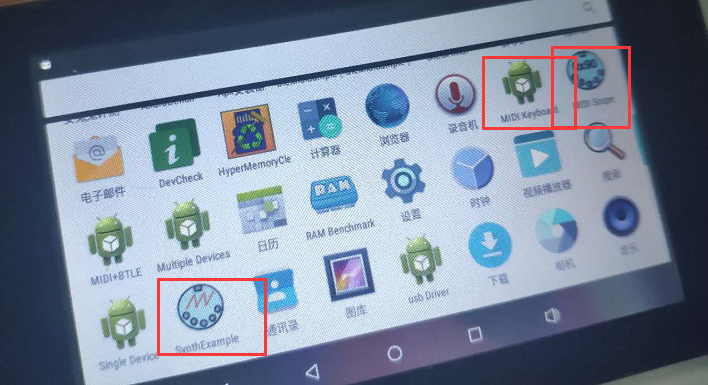 0x90
MIDI Keyboard
MIDI Scope
电子邮件
DevCheck
HyperMemoryCle
计算器
浏览器
录音机
MIDI+BTLE
Multiple Devices
日历
RAM
RAM Benchmark
设置
时钟
视频播放器
搜索
Single Device
SynthExample
通讯录
图库
usb Driver
下载
相机
音乐